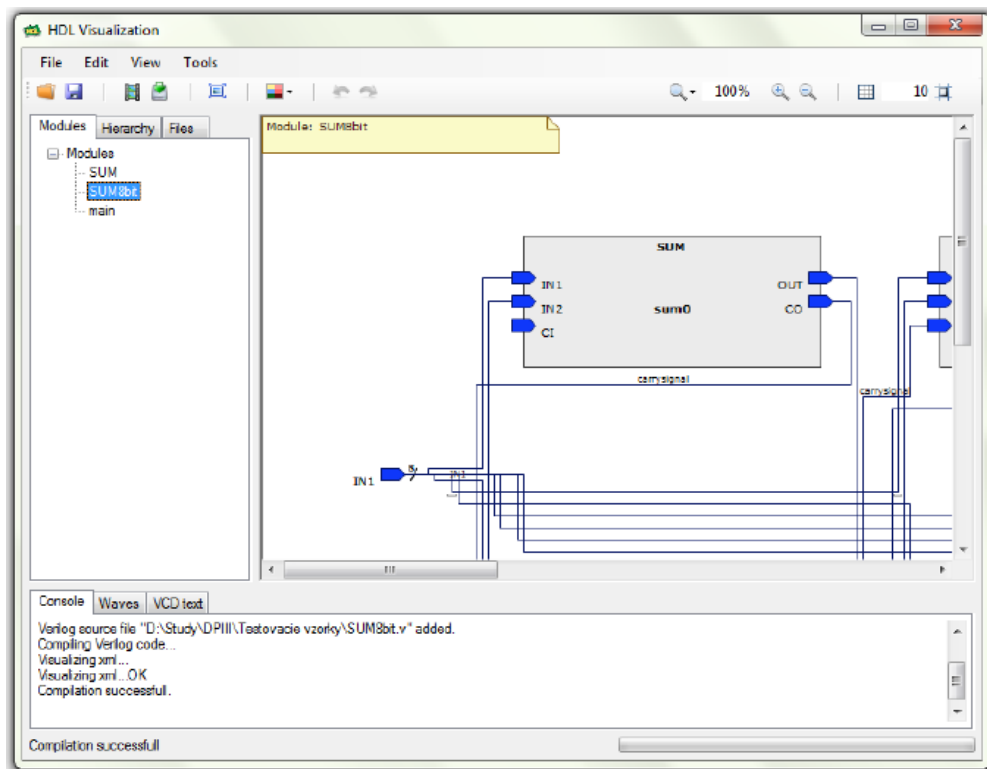 HDL Visualization
File Edit View Tools
100% 10
Modules Hierarchy Files
Modules
SUM
SUM8bit
main
Module: SUM8bit
SUM
IN1 OUT
IN2 sum0 CO
CI
carrysignal
carrysignal
IN1 8 IN1
Console Waves VCD text
Verilog source file "D:\Study\DPIII\Testovacie vzorky\SUM8bit.v" added.
Compiling Verilog code...
Visualizing xml...
Visualizing xml...OK
Compilation successfull.
Compilation successfull